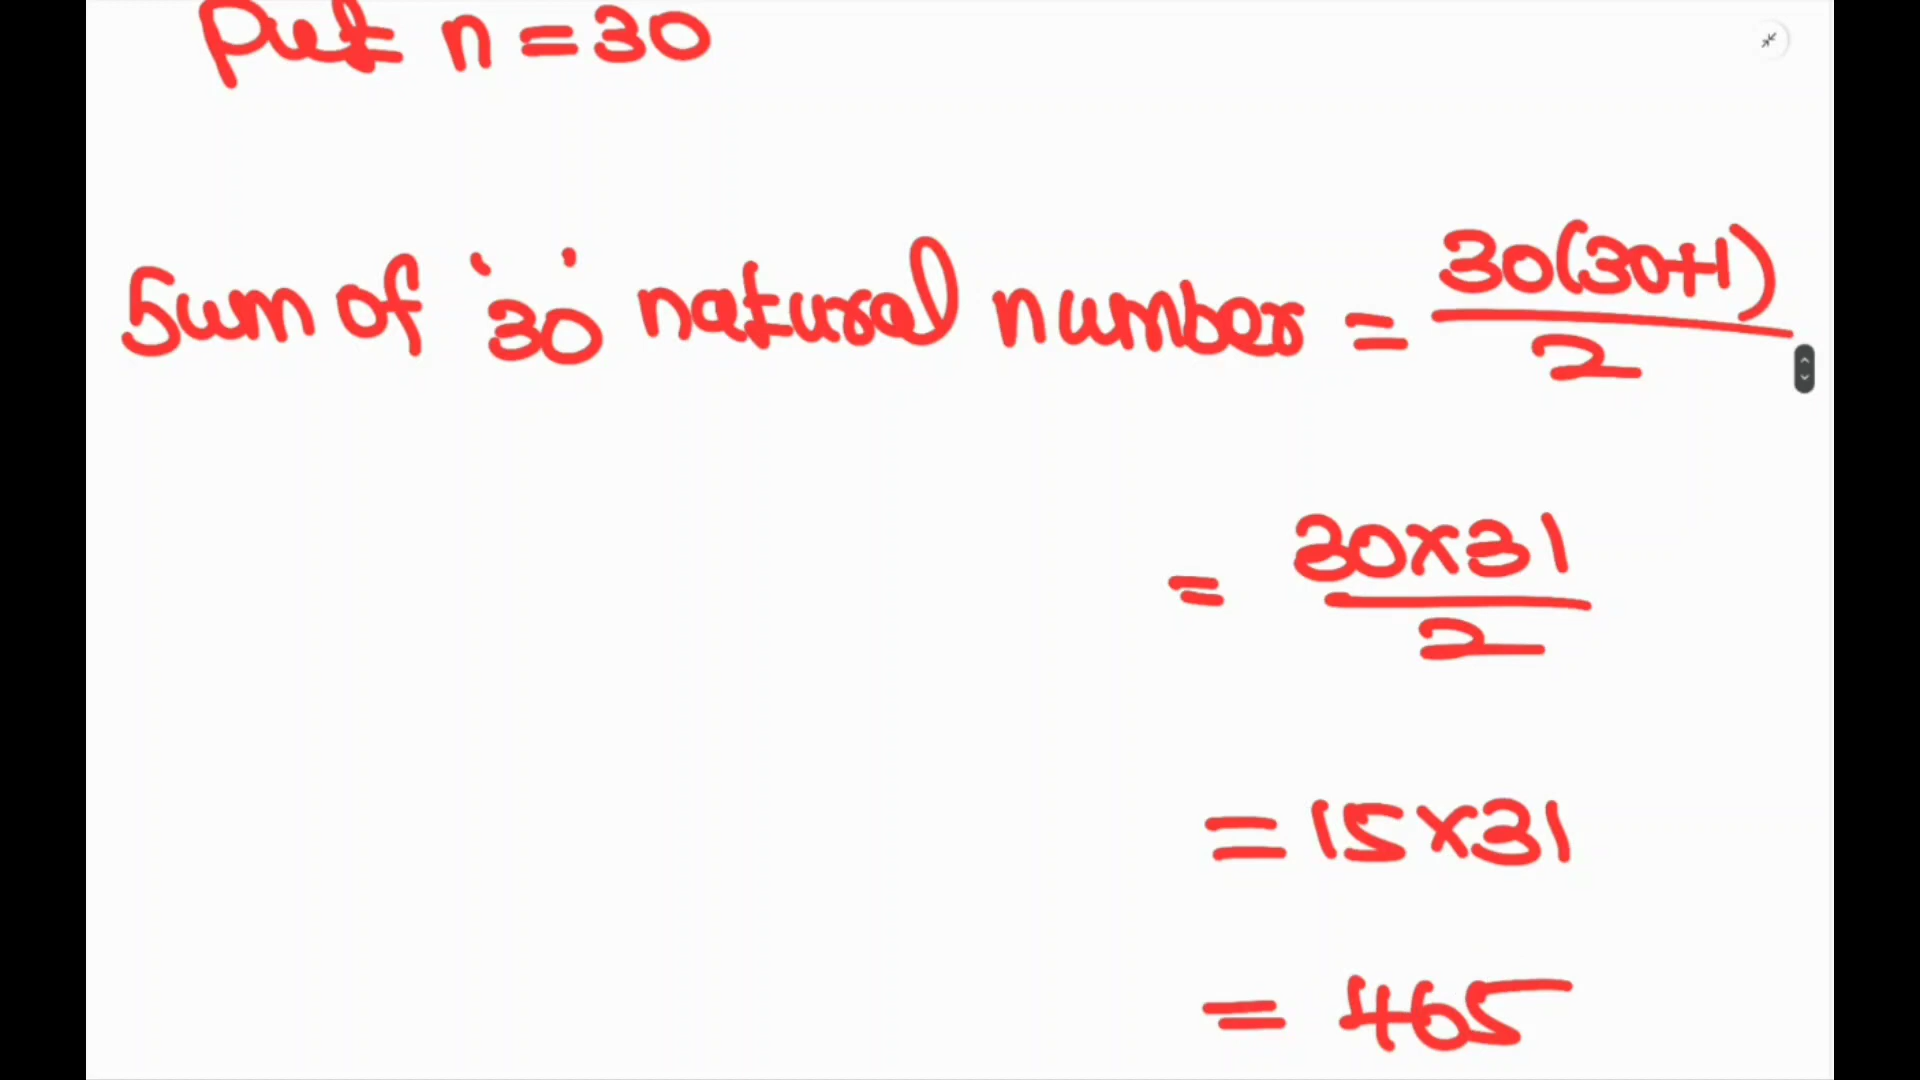 Put n = 30
Sum of '30' natural number = 30(30+1)/2
= 30×31/2
= 15×31
= 465